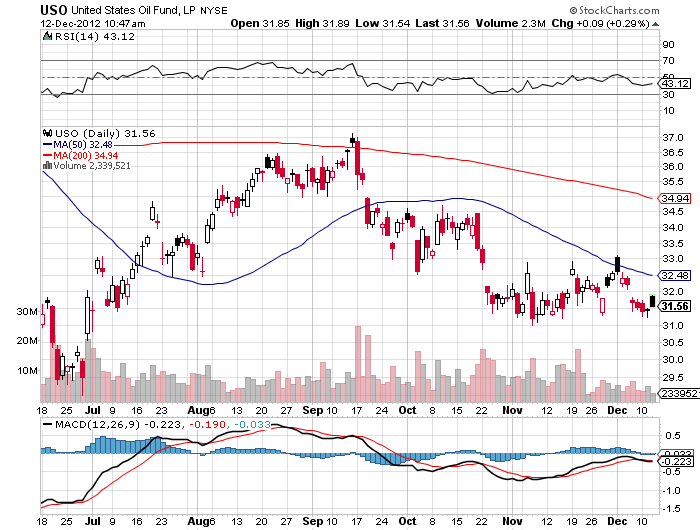 USO United States Oil Fund, LP NYSE
© StockCharts.com
12-Dec-2012 10:47am
Open 31.85 High 31.89 Low 31.54 Last 31.56 Volume 2.3M Chg +0.09 (+0.29%)
RSI(14) 43.12
90
70
50
43.12
30
10
USO (Daily) 31.56
MA(50) 32.48
MA(200) 34.94
Volume 2,339,521
37.0
36.5
36.0
35.5
34.94
34.5
34.0
33.5
33.0
32.48
32.0
31.56
31.0
30.5
30.0
29.5
2339521
30M
20M
10M
18 25 Jul 9 16 23 Aug 6 13 20 27 Sep 10 17 24 Oct 8 15 22 Nov 12 19 26 Dec 10
MACD(12,26,9) -0.223, -0.190, -0.033
0.5
-0.033
-0.223
-0.5
-1.0
-1.5
18 25 Jul 9 16 23 Aug 6 13 20 27 Sep 10 17 24 Oct 8 15 22 Nov 12 19 26 Dec 10